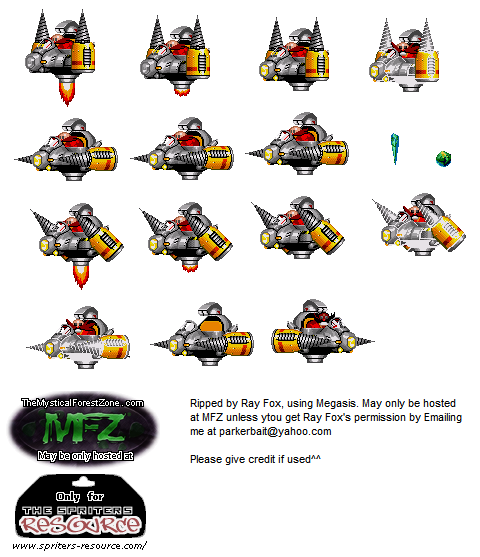 TheMysticalForestZone.com
MFZ
May be only hosted at
Ripped by Ray Fox, using Megasis. May only be hosted
at MFZ unless ytou get Ray Fox's permission by Emailing
me at parkerbait@yahoo.com
Please give credit if used^^
Only for
THE SPRITERS
RESOURCE
www.spriters-resource.com/